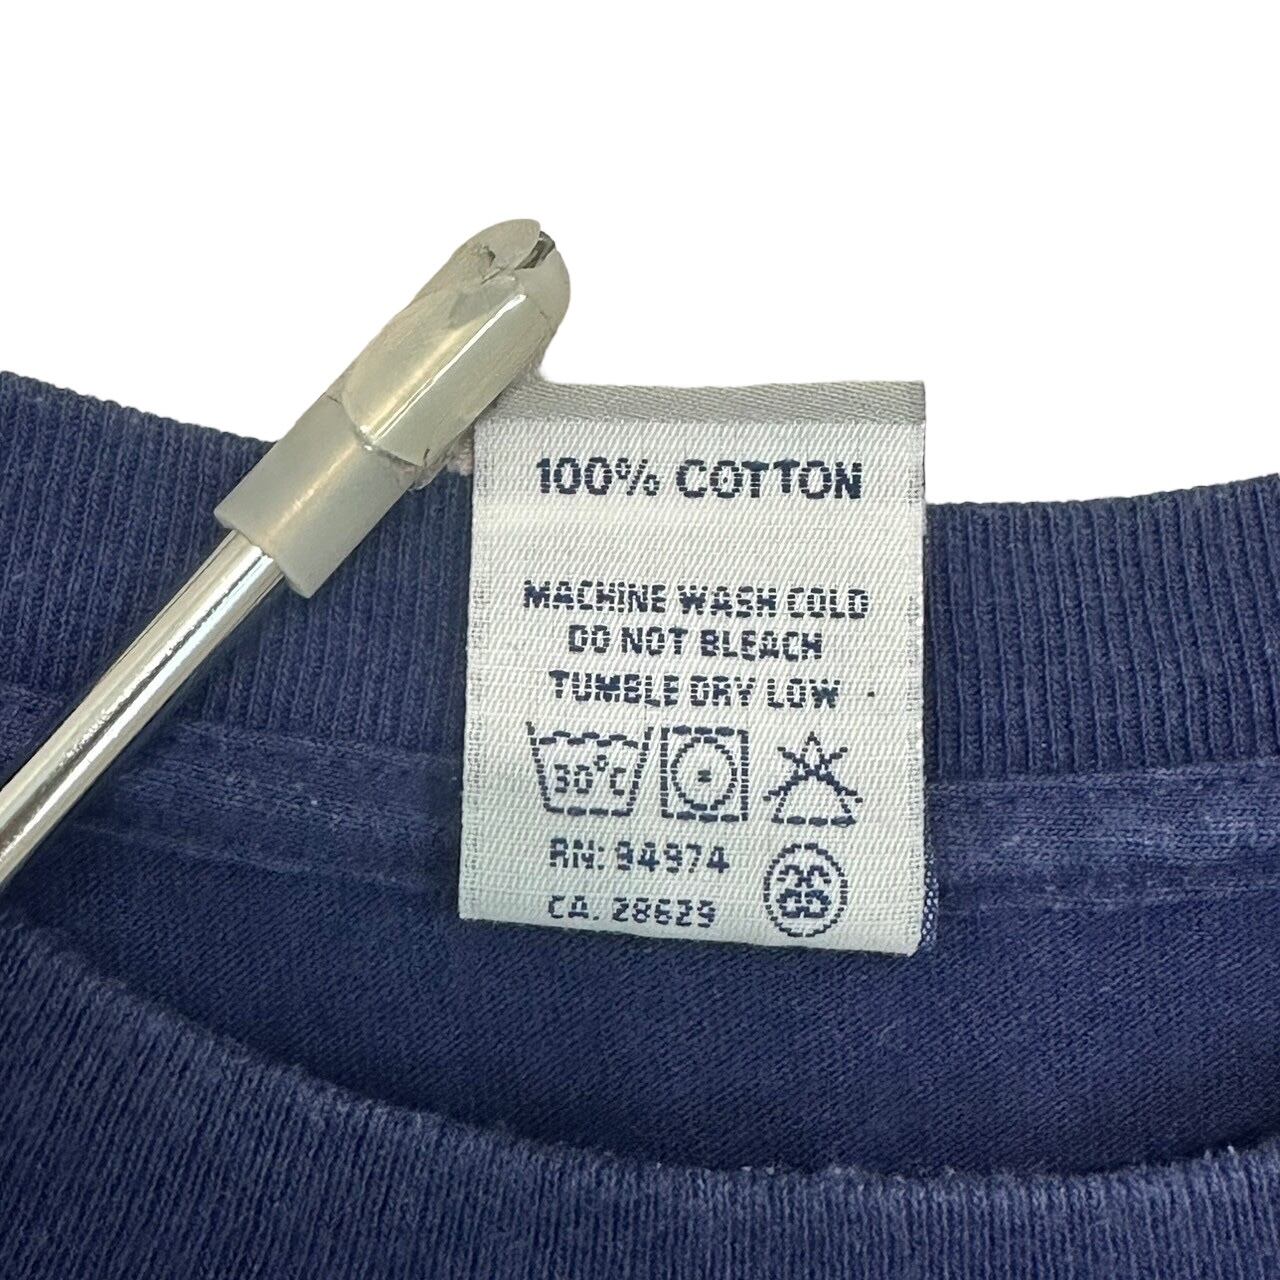 100% COTTON
MACHINE WASH COLD
DO NOT BLEACH
TUMBLE DRY LOW
30°C
RN: 94974
CA. 28629